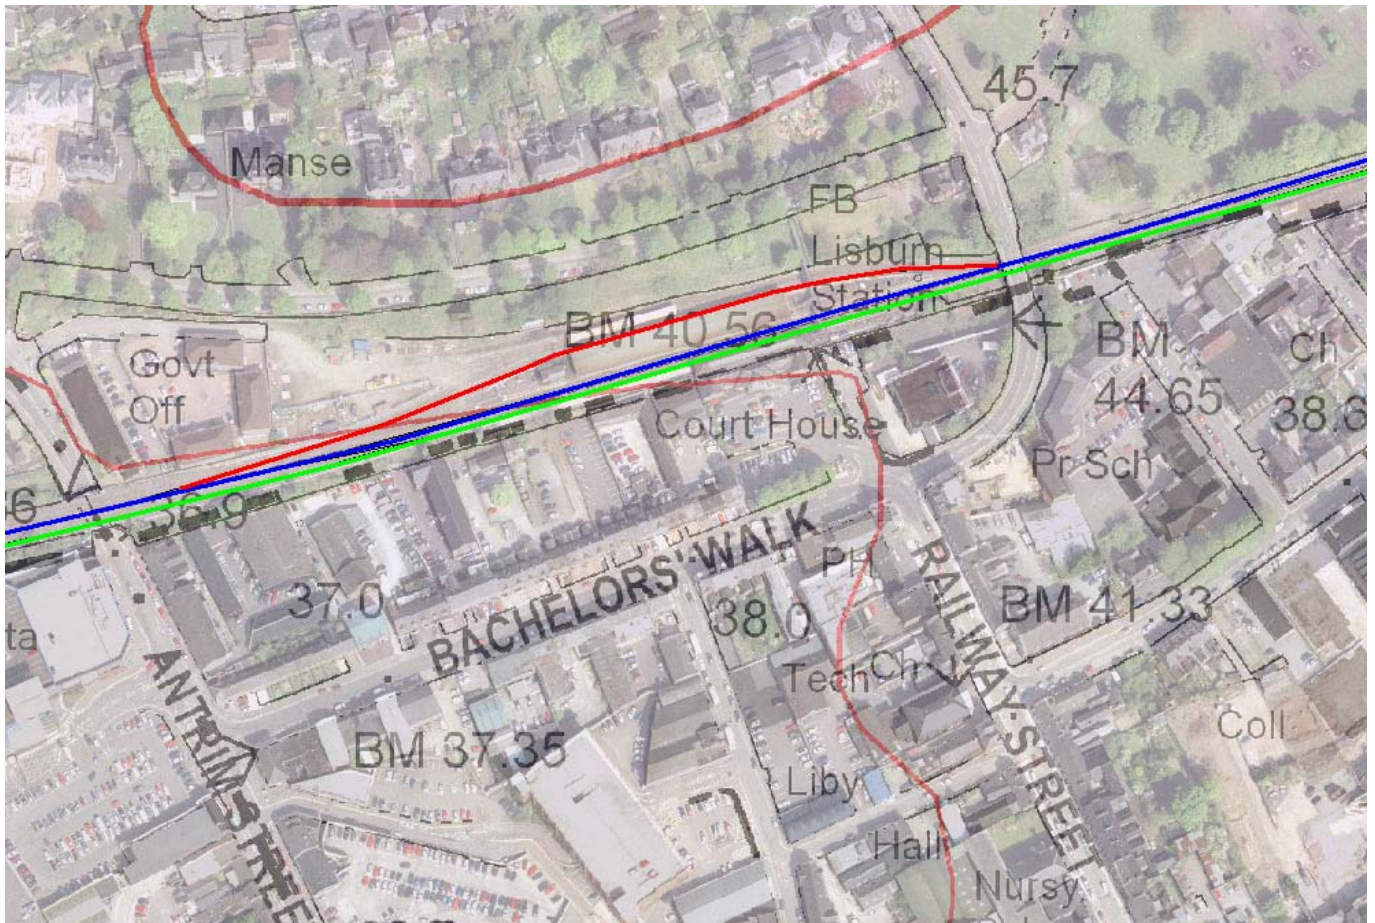 45.7
Manse
FB
Lisburn
Station
BM 40.56
BM
44.65
Ch
38.6
Govt
Off
Court House
Pr Sch
36.9
BACHELORS' WALK
PH
RAILWAY STREET
37.0
38.0
BM 41.33
ta
Tech
Ch
ANTRIM STREE
BM 37.35
Coll
Liby
Hall
Nursy